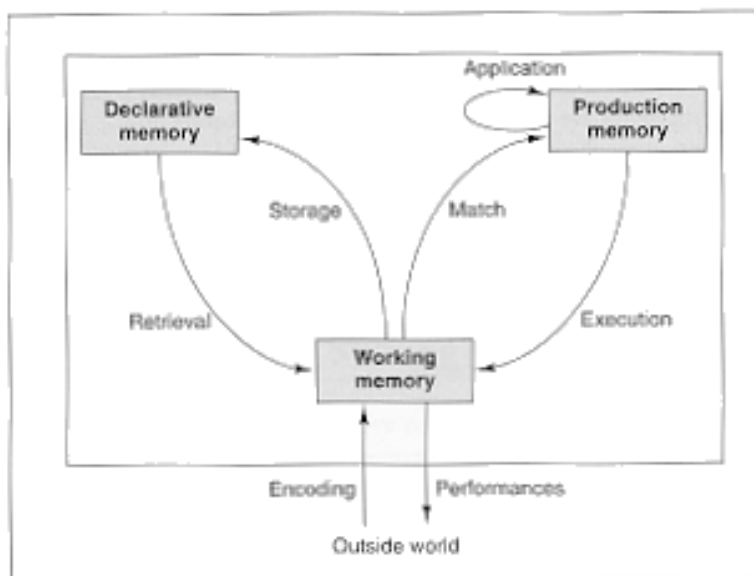 Application
Declarative
memory
Production
memory
Storage
Match
Retrieval
Execution
Working
memory
Encoding
Performances
Outside world